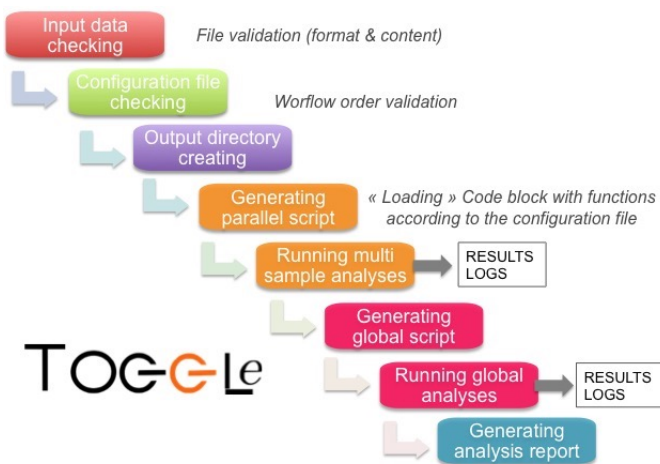 Input data
checking
File validation (format & content)
Configuration file
checking
Worflow order validation
Output directory
creating
Generating
parallel script
« Loading » Code block with functions
according to the configuration file
Running multi
sample analyses
RESULTS
LOGS
Generating
global script
TOGGLe
Running global
analyses
RESULTS
LOGS
Generating
analysis report